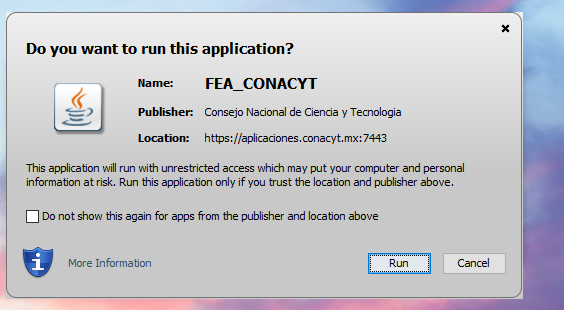 Do you want to run this application?
Name: FEA_CONACYT
Publisher: Consejo Nacional de Ciencia y Tecnologia
Location: https://aplicaciones.conacyt.mx:7443
This application will run with unrestricted access which may put your computer and personal
information at risk. Run this application only if you trust the location and publisher above.
Do not show this again for apps from the publisher and location above
More Information
Run
Cancel